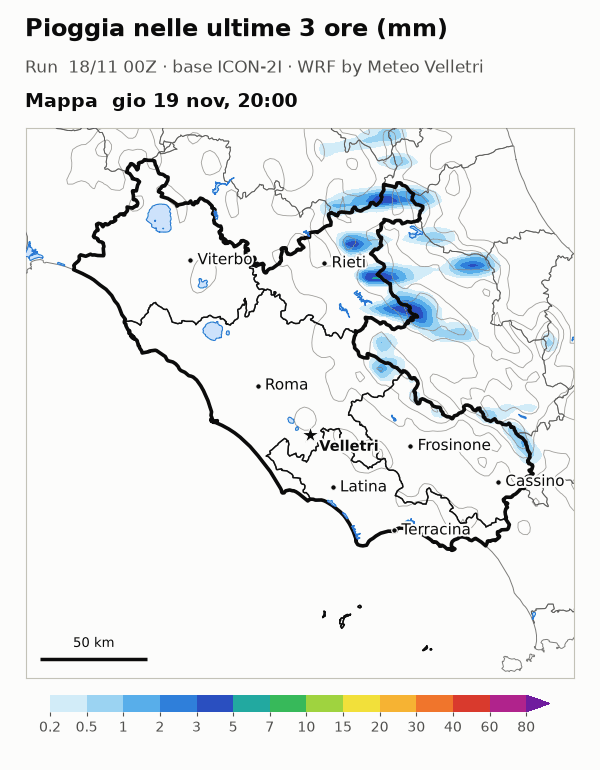 Pioggia nelle ultime 3 ore (mm)
Run  18/11 00Z · base ICON-2I · WRF by Meteo Velletri
Mappa  gio 19 nov, 20:00
Viterbo
Rieti
Roma
Velletri
Frosinone
Latina
Cassino
Terracina
50 km
0.2 0.5 1 2 3 5 7 10 15 20 30 40 60 80